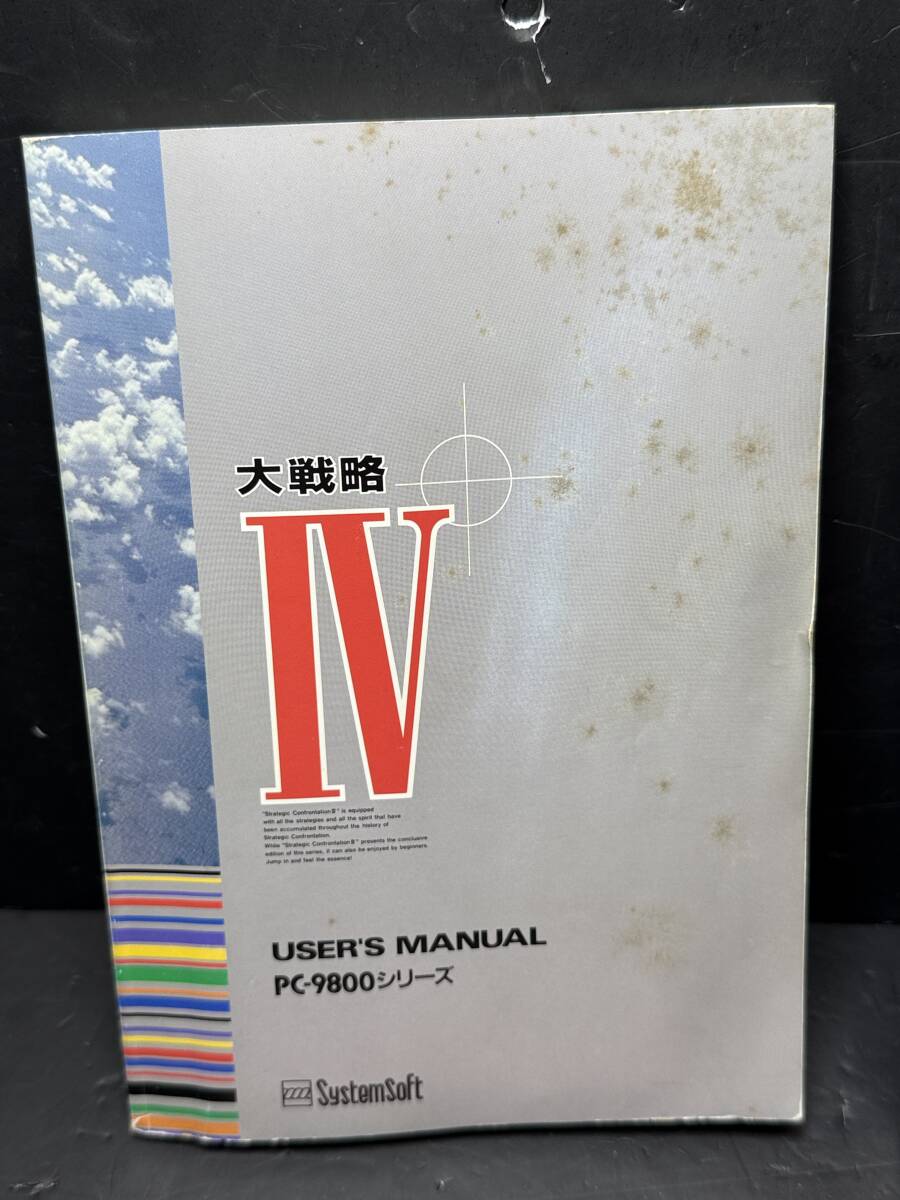 大戦略
IV
"Strategic Confrontation Ⅳ" is equipped
with all the strategies and all the spirit that have
been accumulated throughout the history of
Strategic Confrontation.
While "Strategic Confrontation Ⅳ" presents the conclusive
edition of this series, it can also be enjoyed by beginners.
Jump in and feel the essence!
USER'S MANUAL
PC-9800シリーズ
SystemSoft